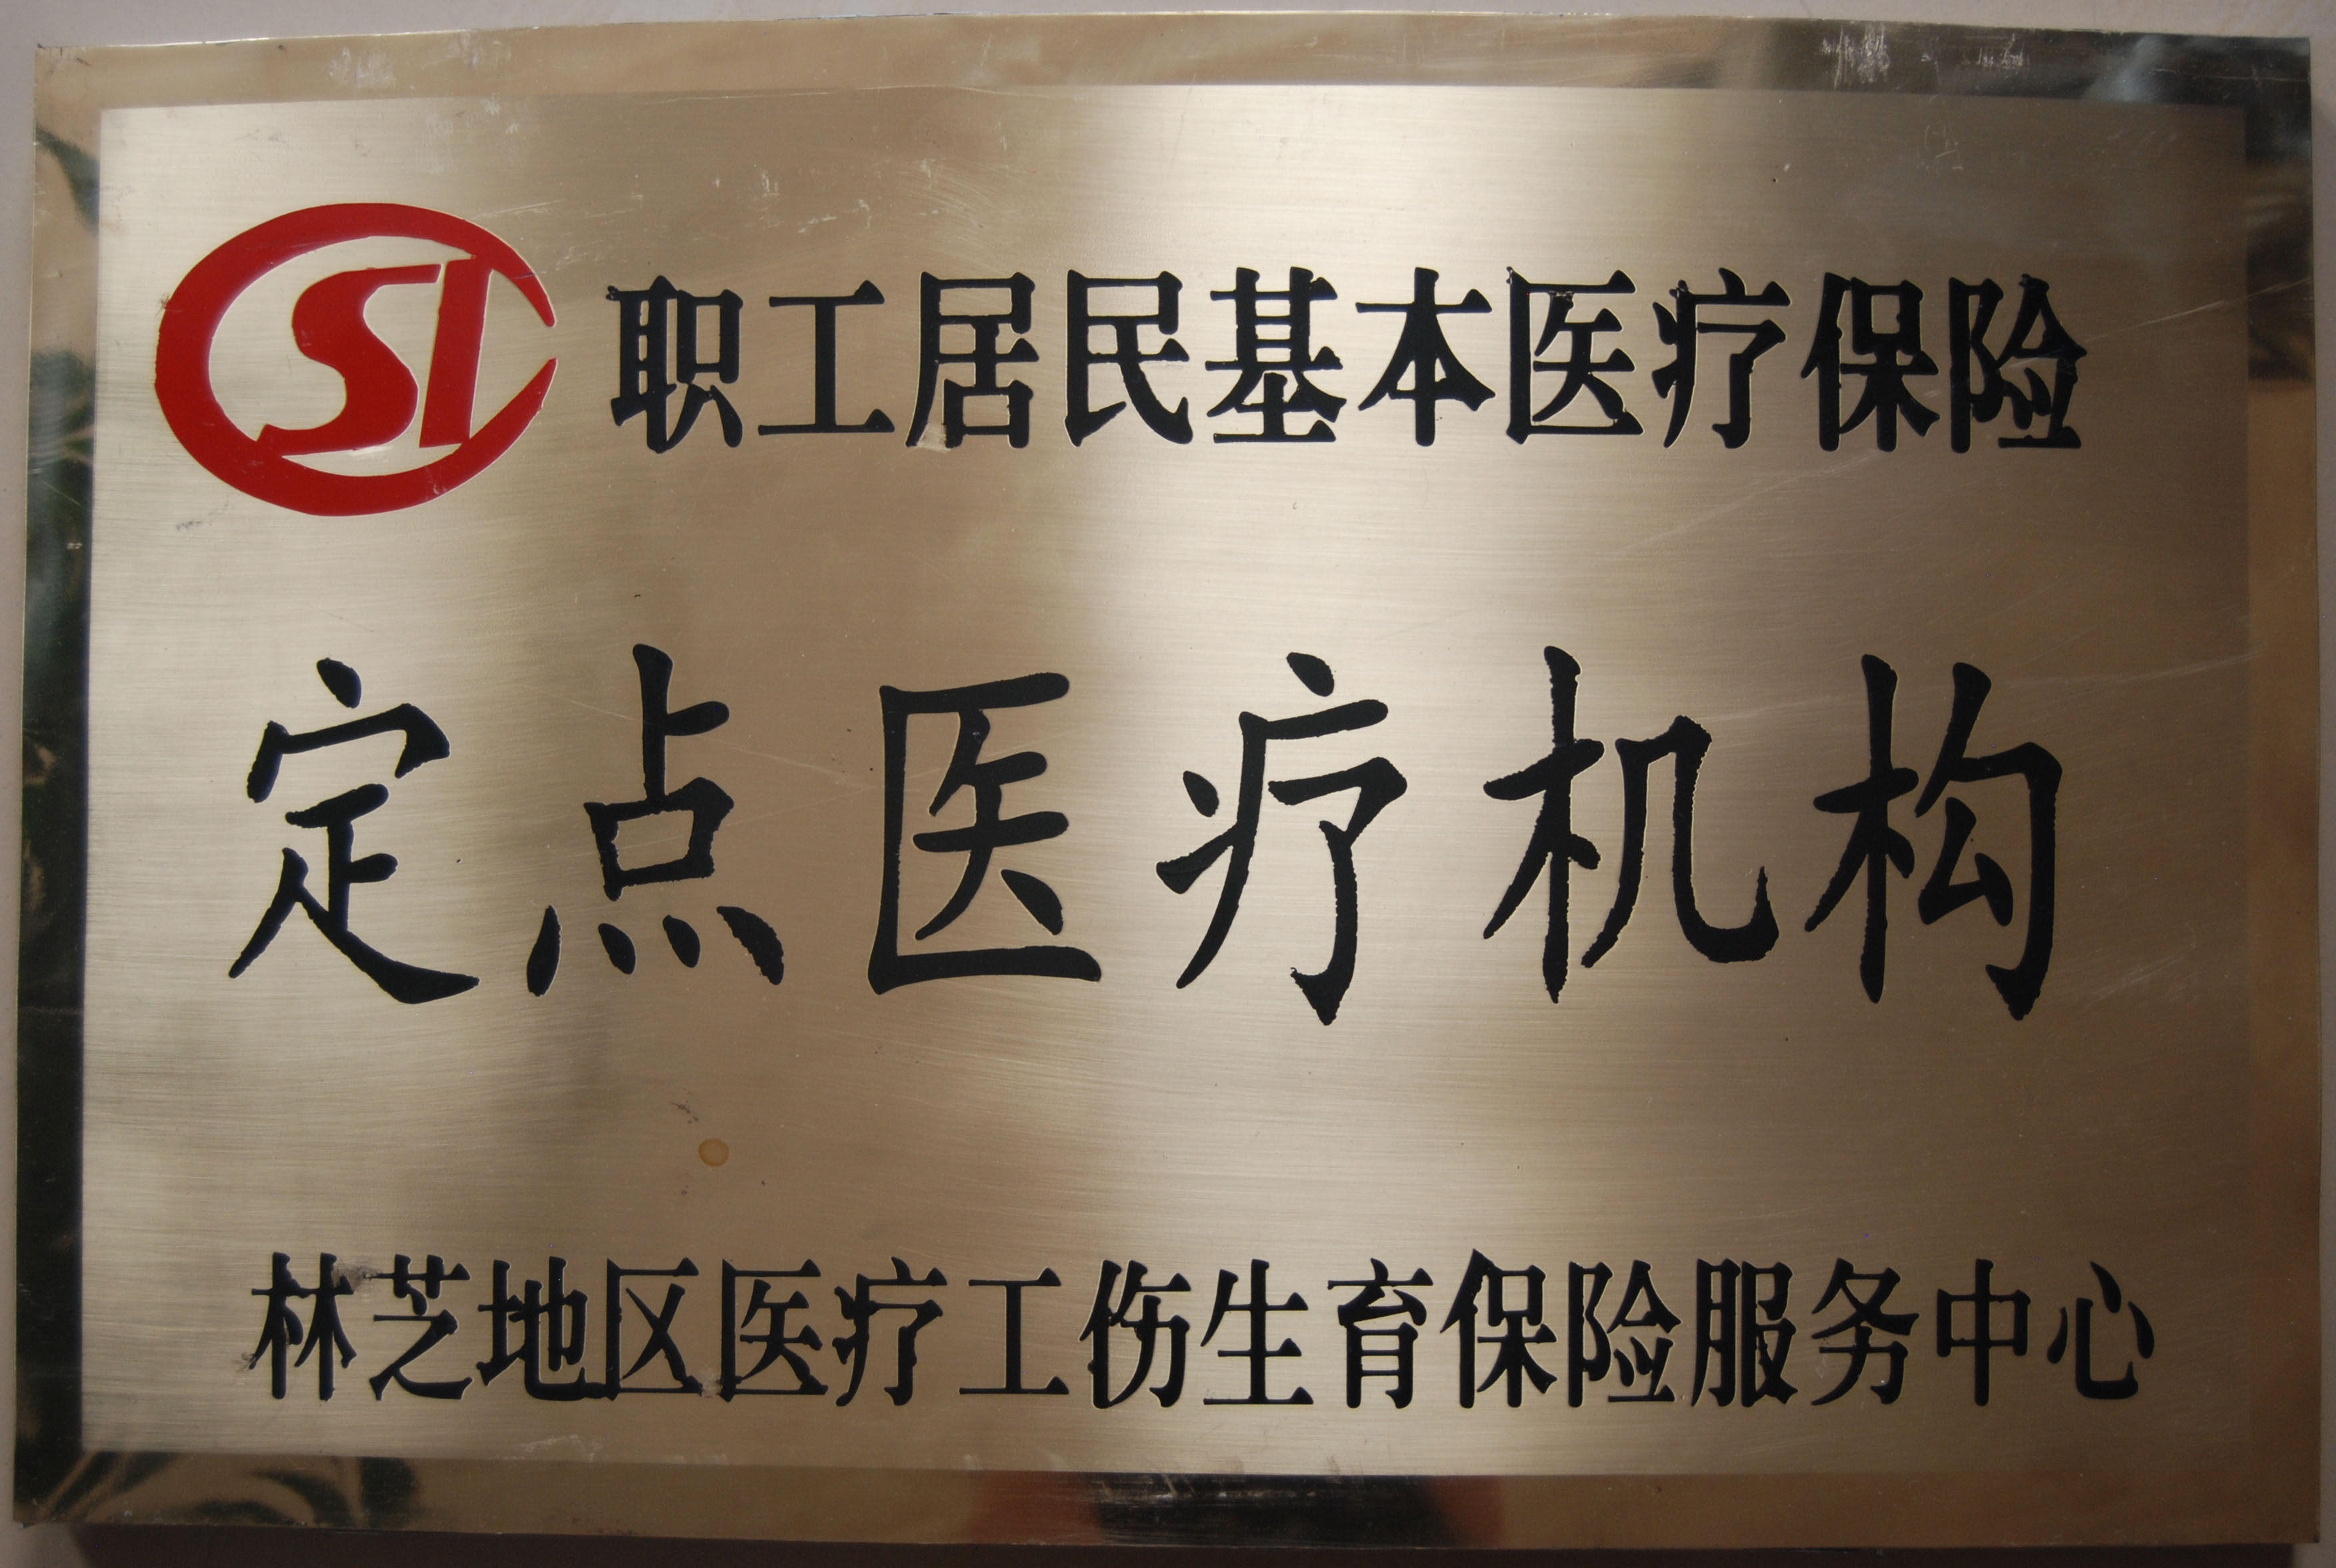 CSI 职工居民基本医疗保险
定点医疗机构
林芝地区医疗工伤生育保险服务中心